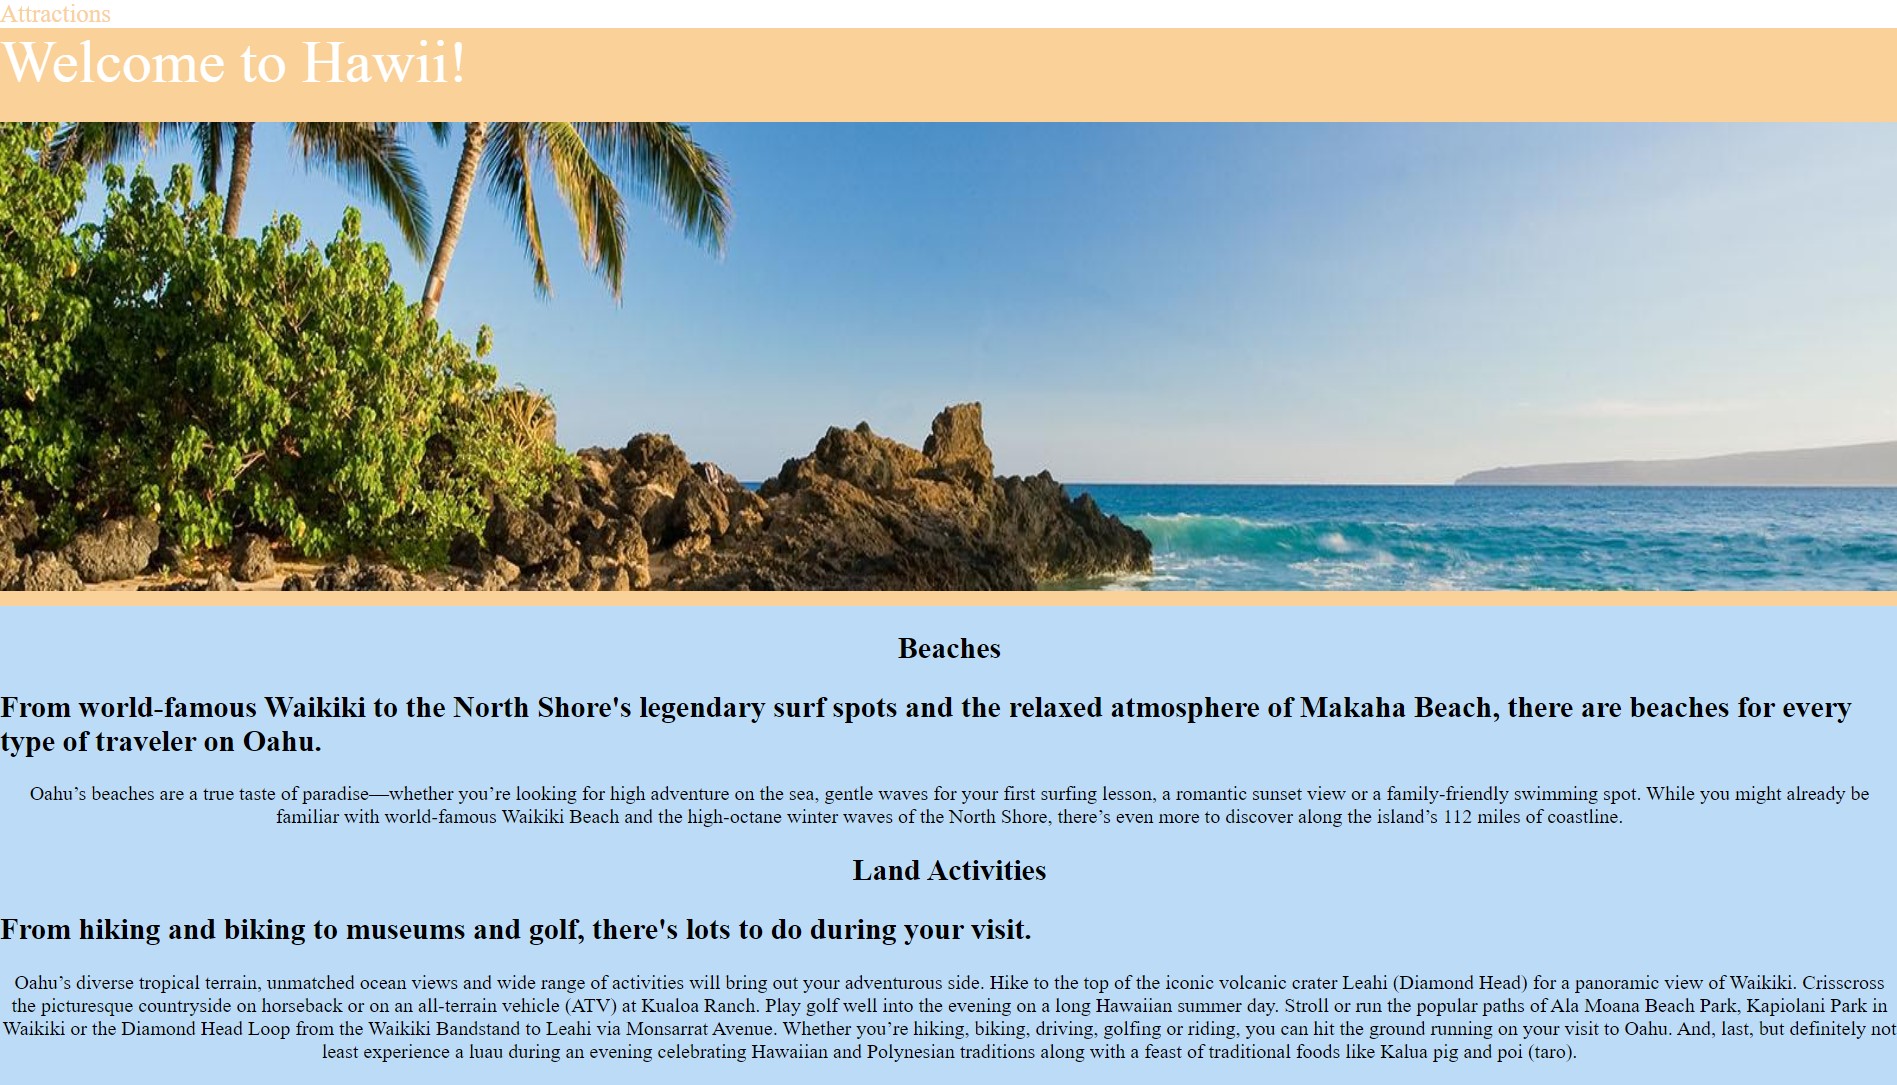 Attractions
Welcome to Hawii!
Beaches
From world-famous Waikiki to the North Shore's legendary surf spots and the relaxed atmosphere of Makaha Beach, there are beaches for every
type of traveler on Oahu.
Oahu’s beaches are a true taste of paradise—whether you’re looking for high adventure on the sea, gentle waves for your first surfing lesson, a romantic sunset view or a family-friendly swimming spot. While you might already be
familiar with world-famous Waikiki Beach and the high-octane winter waves of the North Shore, there’s even more to discover along the island’s 112 miles of coastline.
Land Activities
From hiking and biking to museums and golf, there's lots to do during your visit.
Oahu’s diverse tropical terrain, unmatched ocean views and wide range of activities will bring out your adventurous side. Hike to the top of the iconic volcanic crater Leahi (Diamond Head) for a panoramic view of Waikiki. Crisscross
the picturesque countryside on horseback or on an all-terrain vehicle (ATV) at Kualoa Ranch. Play golf well into the evening on a long Hawaiian summer day. Stroll or run the popular paths of Ala Moana Beach Park, Kapiolani Park in
Waikiki or the Diamond Head Loop from the Waikiki Bandstand to Leahi via Monsarrat Avenue. Whether you’re hiking, biking, driving, golfing or riding, you can hit the ground running on your visit to Oahu. And, last, but definitely not
least experience a luau during an evening celebrating Hawaiian and Polynesian traditions along with a feast of traditional foods like Kalua pig and poi (taro).